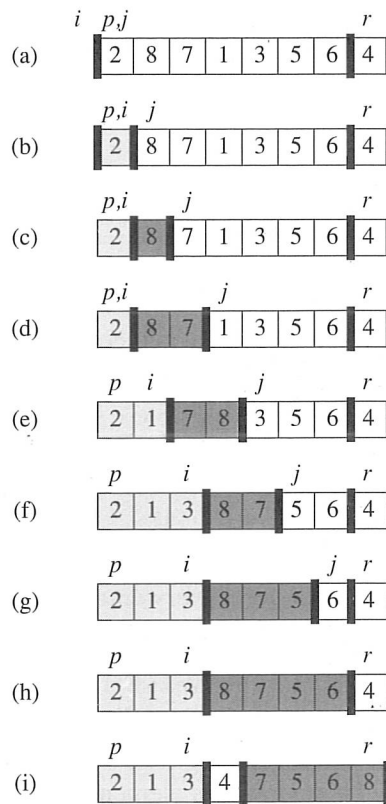 i p,j r
(a) 2 8 7 1 3 5 6 4
p,i j r
(b) 2 8 7 1 3 5 6 4
p,i j r
(c) 2 8 7 1 3 5 6 4
p,i j r
(d) 2 8 7 1 3 5 6 4
p i j r
(e) 2 1 7 8 3 5 6 4
p i j r
(f) 2 1 3 8 7 5 6 4
p i j r
(g) 2 1 3 8 7 5 6 4
p i r
(h) 2 1 3 8 7 5 6 4
p i r
(i) 2 1 3 4 7 5 6 8